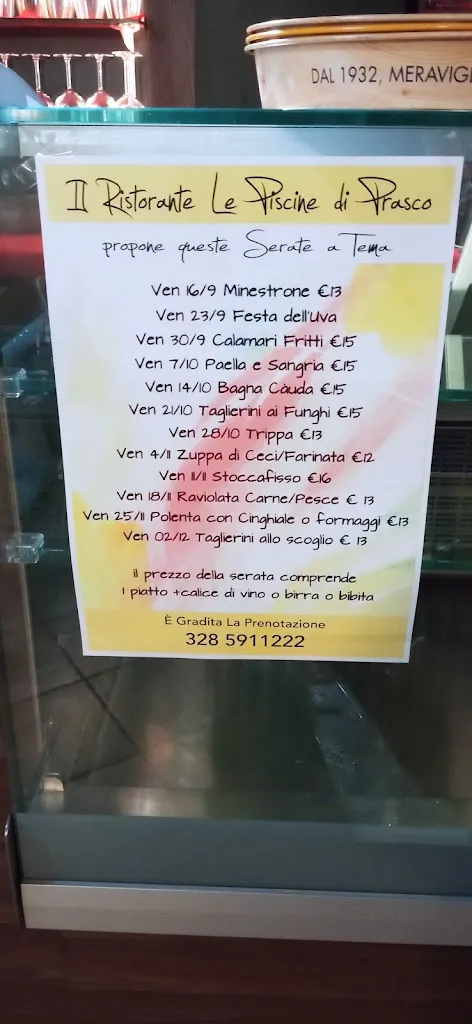 DAL 1932, MERAVIGL
Il Ristorante Le Piscine di Prasco
propone queste Serate a Tema
Ven 16/9 Minestrone €13
Ven 23/9 Festa dell'Uva
Ven 30/9 Calamari Fritti €15
Ven 7/10 Paella e Sangria €15
Ven 14/10 Bagna Càuda €15
Ven 21/10 Taglierini ai Funghi €15
Ven 28/10 Trippa €13
Ven 4/11 Zuppa di Ceci/Farinata €12
Ven 11/11 Stoccafisso €16
Ven 18/11 Raviolata Carne/Pesce € 13
Ven 25/11 Polenta con Cinghiale o formaggi €13
Ven 02/12 Taglierini allo scoglio € 13
il prezzo della serata comprende
1 piatto +calice di vino o birra o bibita
È Gradita La Prenotazione
328 5911222